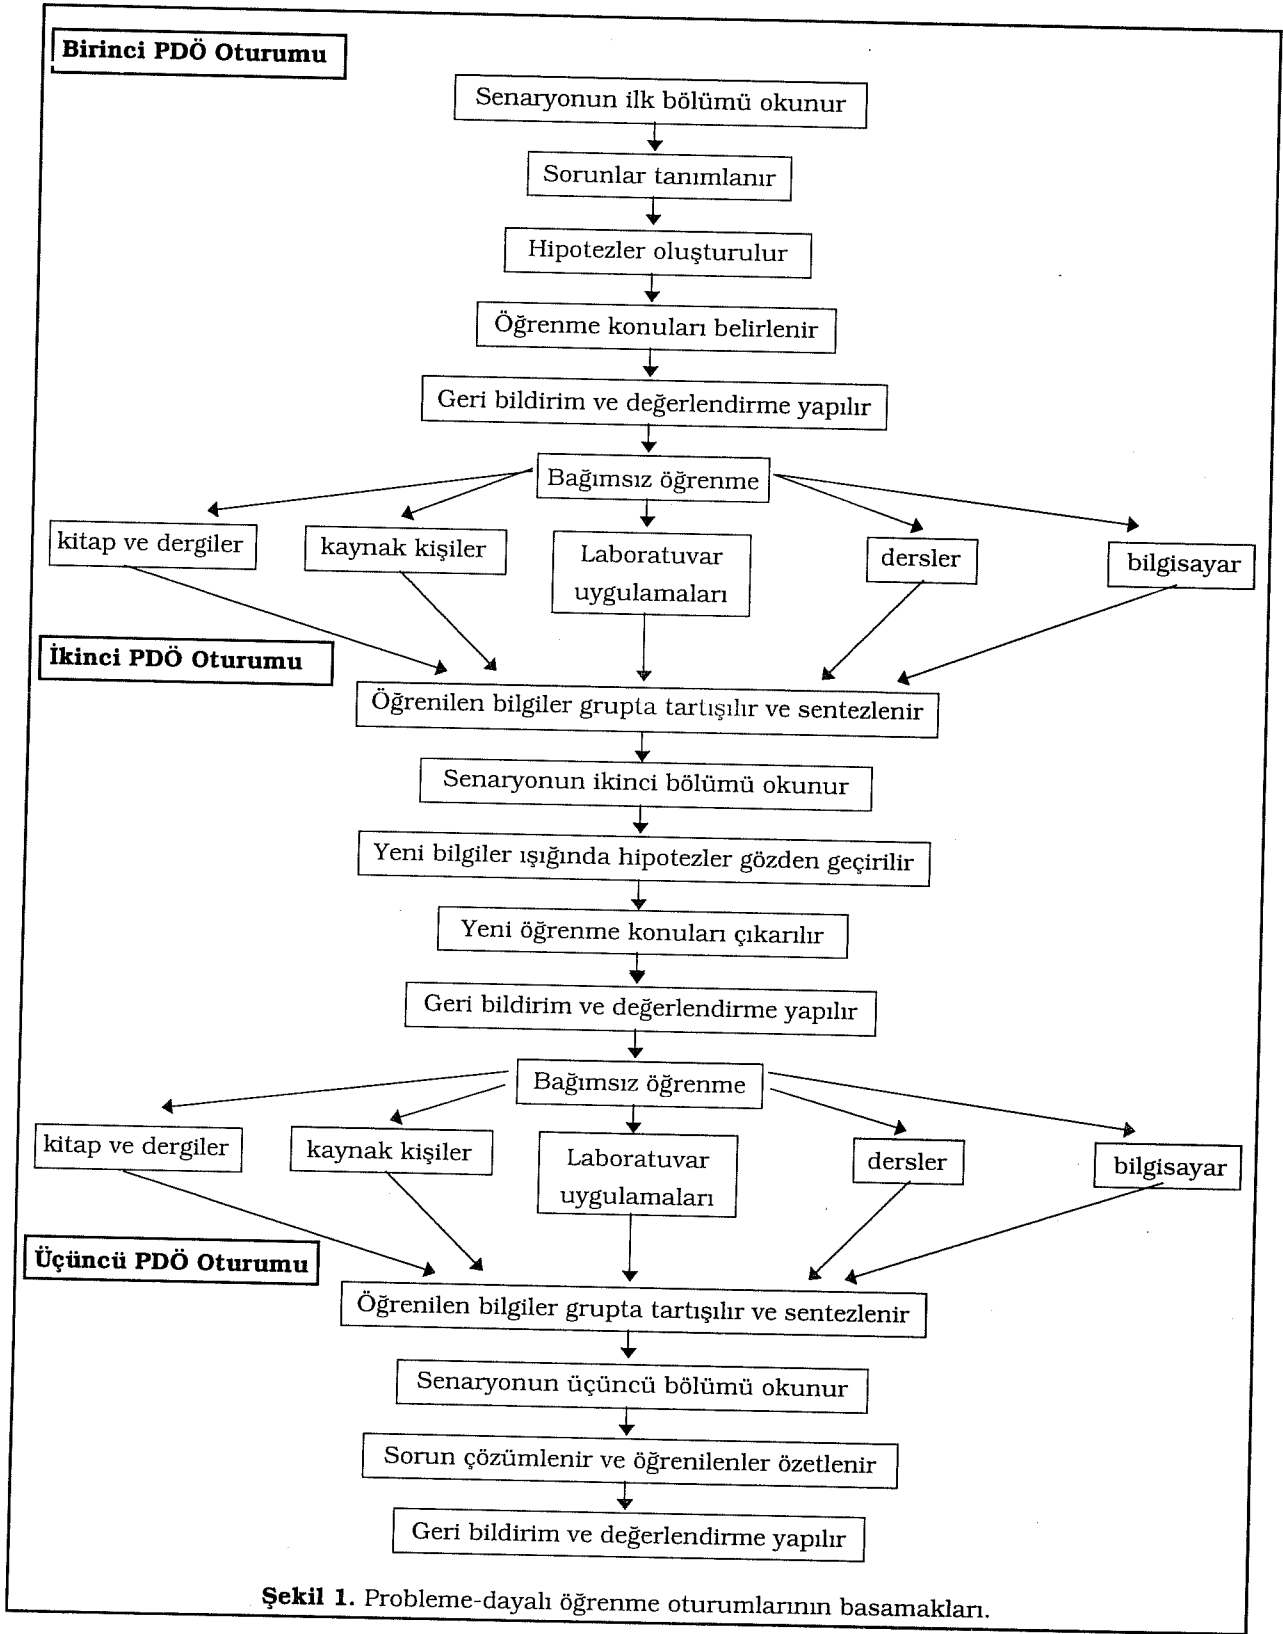 Birinci PDÖ Oturumu
Senaryonun ilk bölümü okunur
Sorunlar tanımlanır
Hipotezler oluşturulur
Öğrenme konuları belirlenir
Geri bildirim ve değerlendirme yapılır
Bağımsız öğrenme
kitap ve dergiler
kaynak kişiler
Laboratuvar
uygulamaları
dersler
bilgisayar
İkinci PDÖ Oturumu
Öğrenilen bilgiler grupta tartışılır ve sentezlenir
Senaryonun ikinci bölümü okunur
Yeni bilgiler ışığında hipotezler gözden geçirilir
Yeni öğrenme konuları çıkarılır
Geri bildirim ve değerlendirme yapılır
Bağımsız öğrenme
kitap ve dergiler
kaynak kişiler
Laboratuvar
uygulamaları
dersler
bilgisayar
Üçüncü PDÖ Oturumu
Öğrenilen bilgiler grupta tartışılır ve sentezlenir
Senaryonun üçüncü bölümü okunur
Sorun çözümlenir ve öğrenilenler özetlenir
Geri bildirim ve değerlendirme yapılır
Şekil 1. Probleme-dayalı öğrenme oturumlarının basamakları.